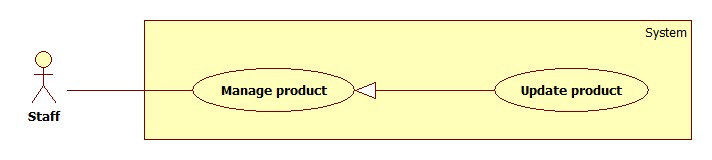 System
Manage product
Update product
Staff